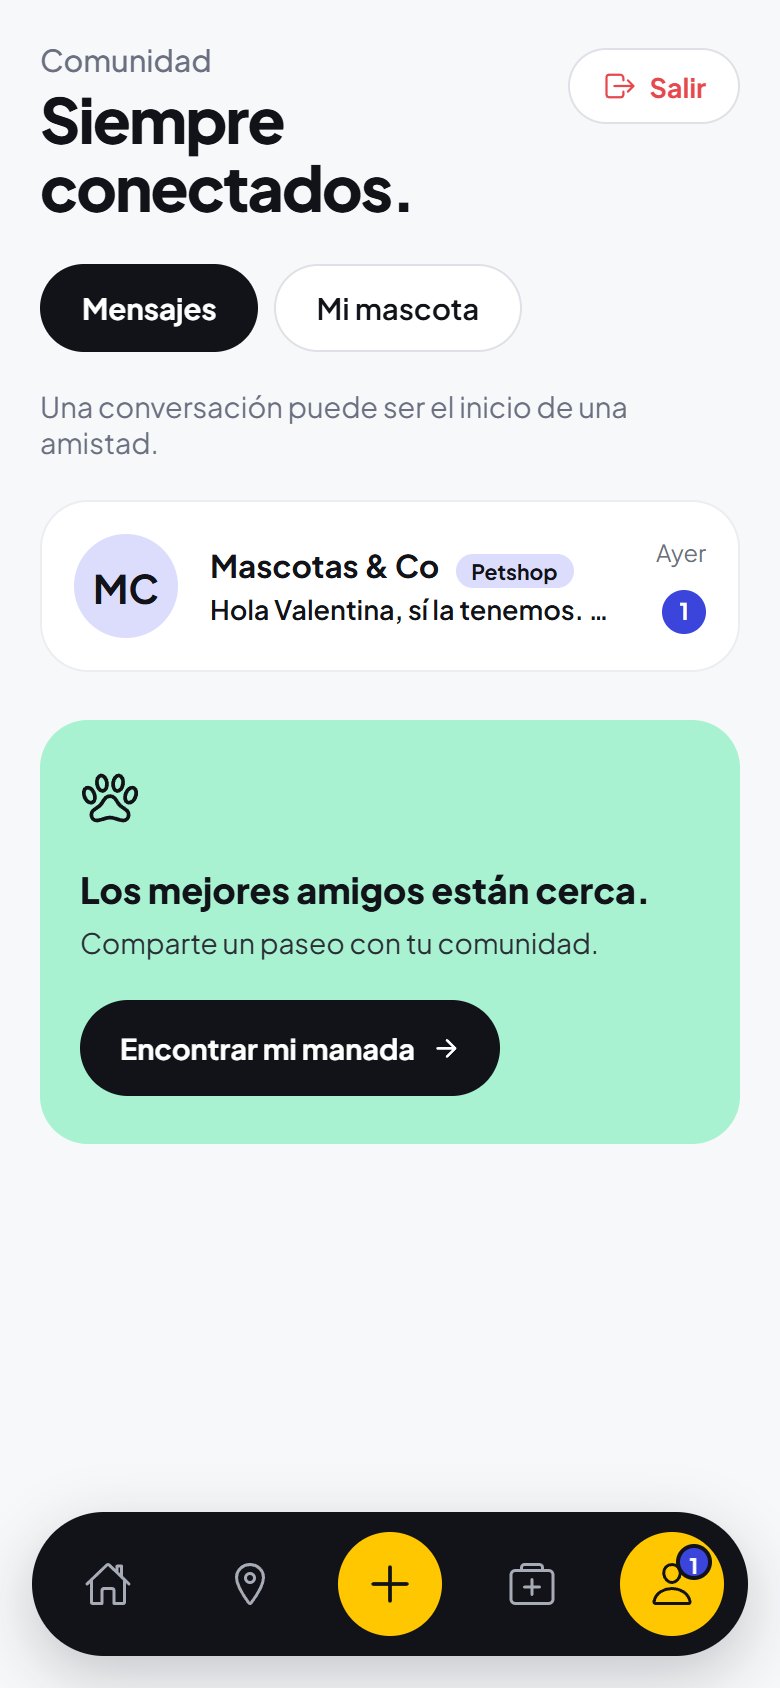 Comunidad
Salir
Siempre
conectados.
Mensajes
Mi mascota
Una conversación puede ser el inicio de una
amistad.
MC
Mascotas & Co
Petshop
Ayer
Hola Valentina, sí la tenemos. ...
1
Los mejores amigos están cerca.
Comparte un paseo con tu comunidad.
Encontrar mi manada
1